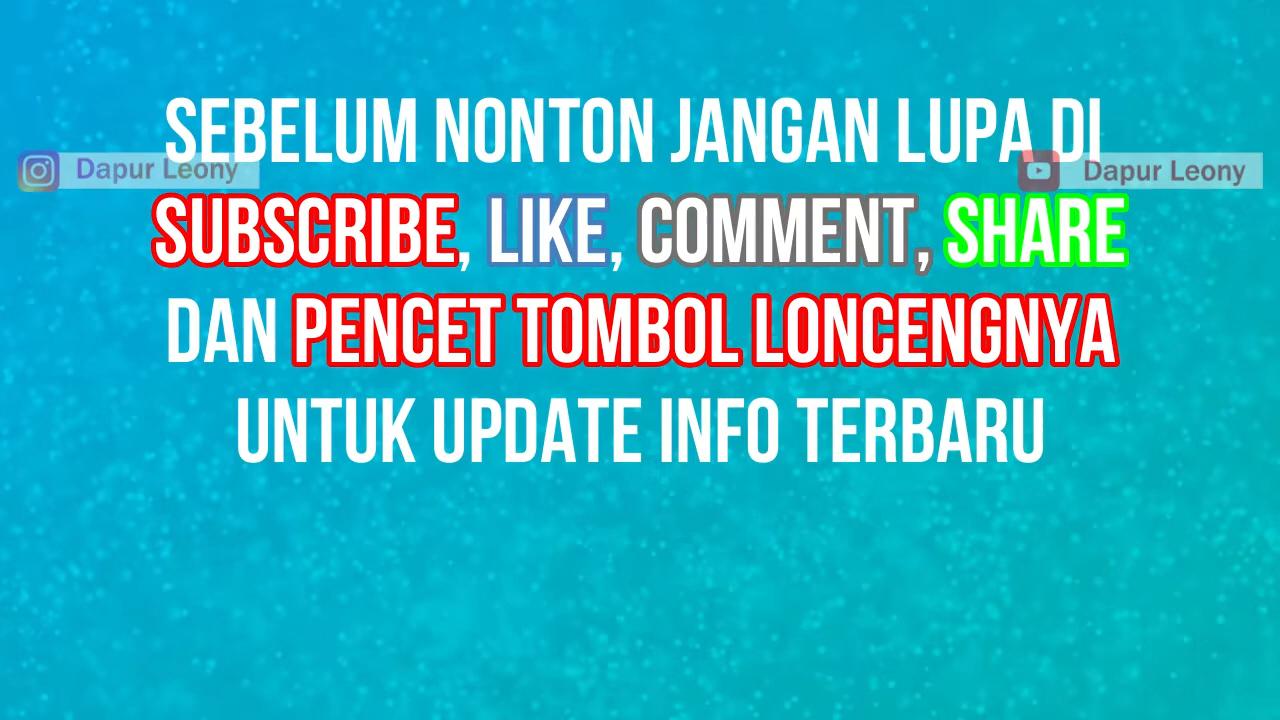 SEBELUM NONTON JANGAN LUPA DI
Dapur Leony
Dapur Leony
SUBSCRIBE, LIKE, COMMENT, SHARE
DAN PENCET TOMBOL LONCENGNYA
UNTUK UPDATE INFO TERBARU